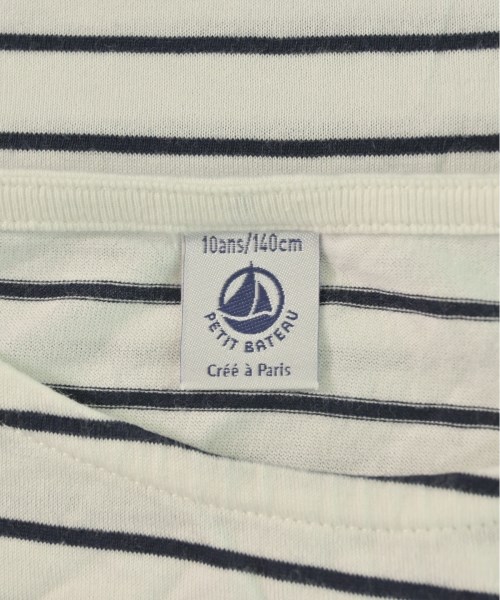 10ans/140cm
PETIT BATEAU
Créé à Paris